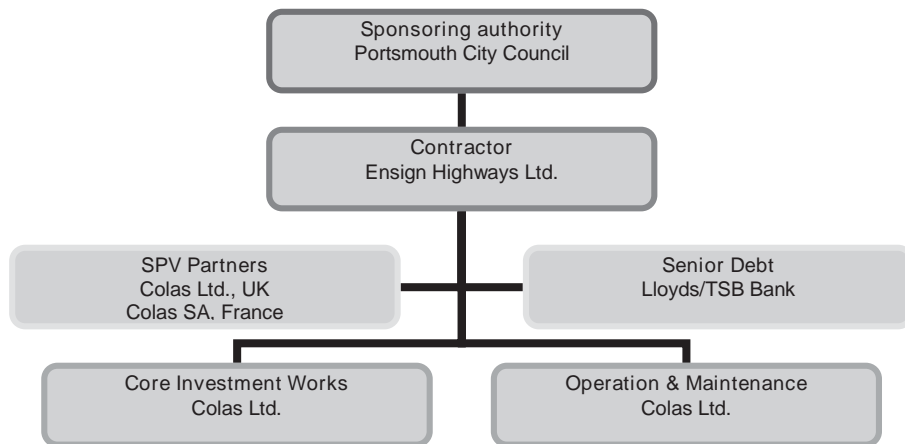 Sponsoring authority
Portsmouth City Council
Contractor
Ensign Highways Ltd.
SPV Partners
Colas Ltd., UK
Colas SA, France
Senior Debt
Lloyds/TSB Bank
Core Investment Works
Colas Ltd.
Operation & Maintenance
Colas Ltd.